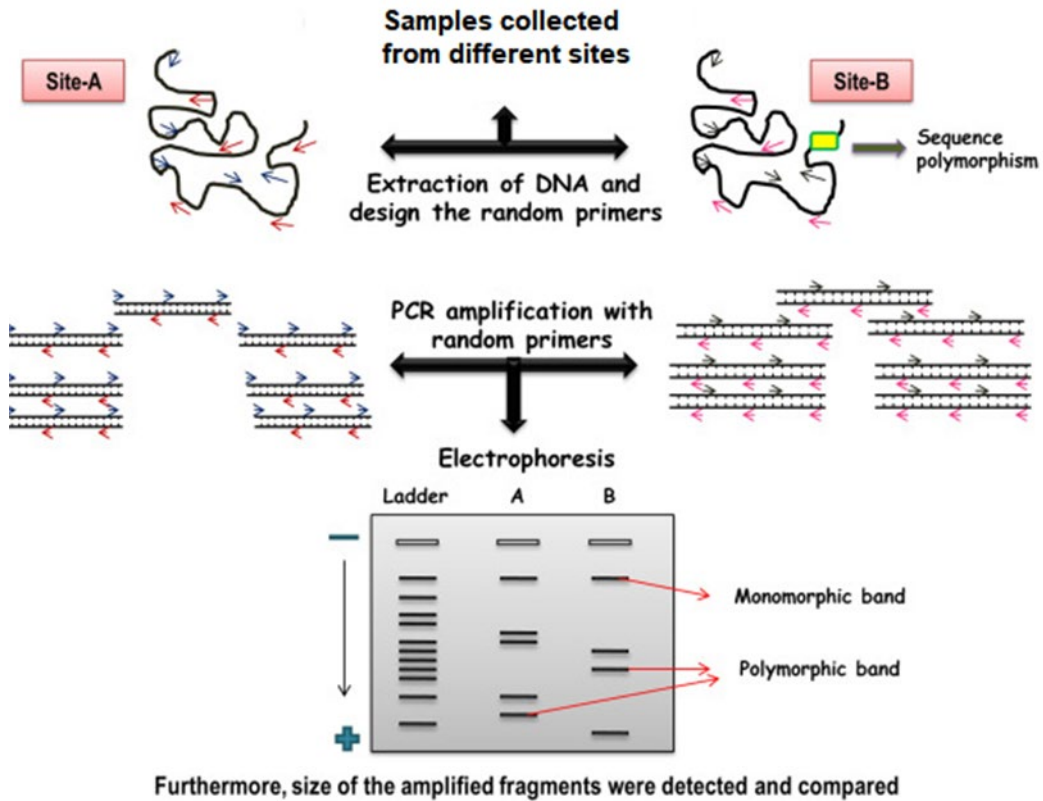 Samples collected
from different sites
Site-A
Site-B
Sequence
polymorphism
Extraction of DNA and
design the random primers
PCR amplification with
random primers
Electrophoresis
Ladder
A
B
Monomorphic band
Polymorphic band
Furthermore, size of the amplified fragments were detected and compared